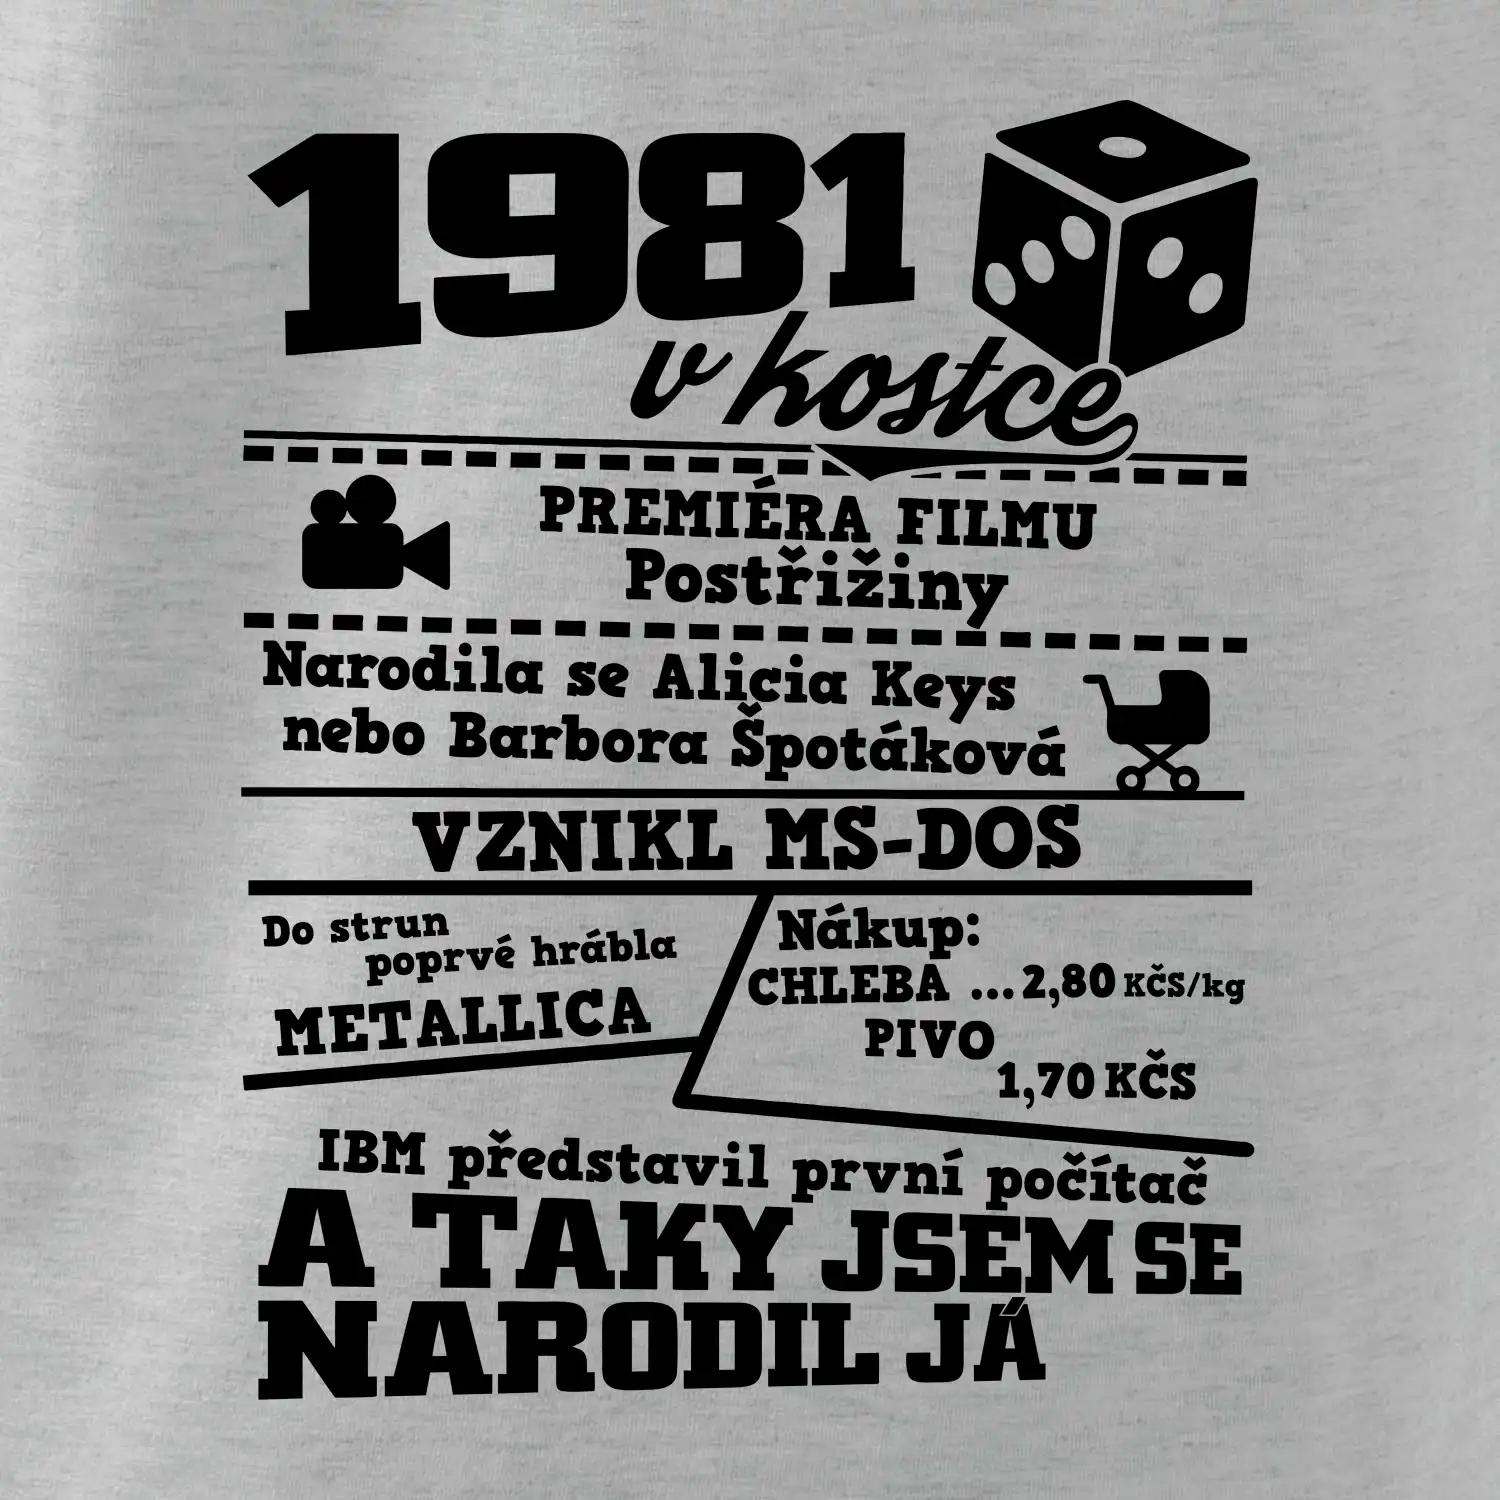 1981
v kostce
PREMIÉRA FILMU
Postřižiny
Narodila se Alicia Keys
nebo Barbora Špotáková
VZNIKL MS-DOS
Do strun
poprvé hrábla
METALLICA
Nákup:
CHLEBA ...2,80 KČS/kg
PIVO
1,70 KČS
IBM představil první počítač
A TAKY JSEM SE
NARODIL JÁ